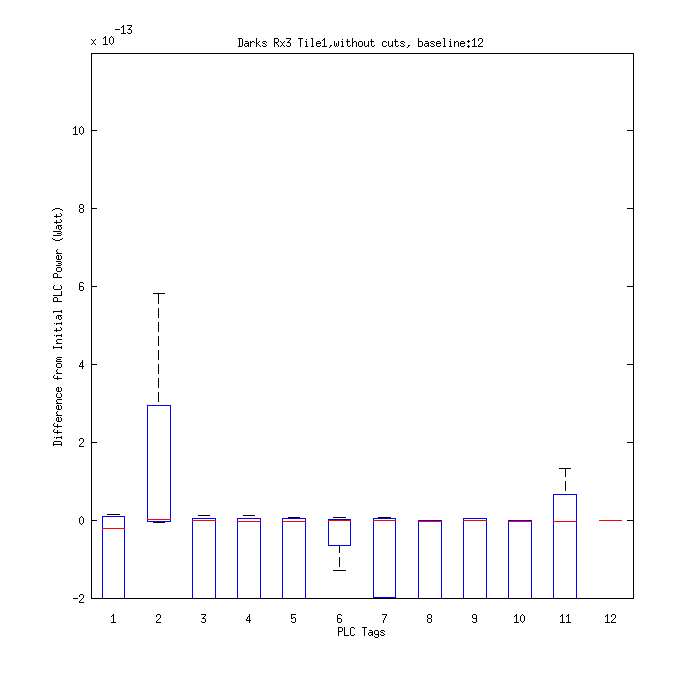 x 10-13
Darks Rx3 Tile1,without cuts, baseline:12
10
8
6
4
2
0
-2
Difference from Initial PLC Power (Watt)
1 2 3 4 5 6 7 8 9 10 11 12
PLC Tags